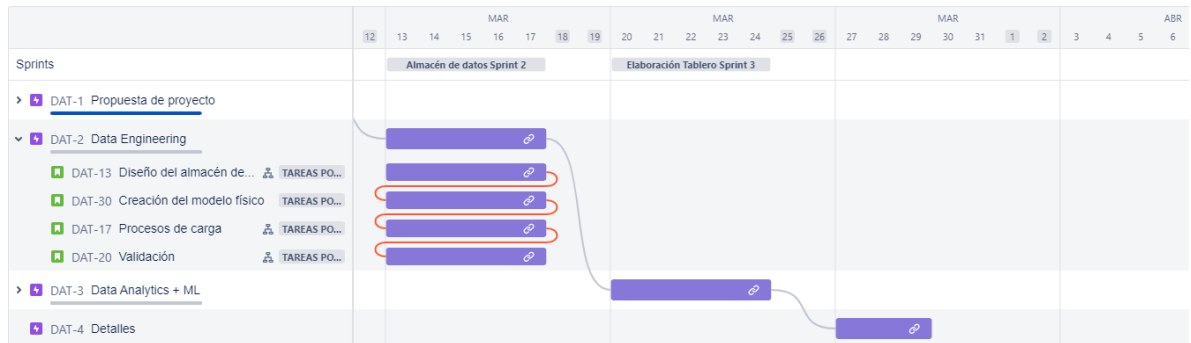 MAR MAR MAR ABR
12 13 14 15 16 17 18 19 20 21 22 23 24 25 26 27 28 29 30 31 1 2 3 4 5 6
Sprints Almacén de datos Sprint 2 Elaboración Tablero Sprint 3
DAT-1 Propuesta de proyecto
DAT-2 Data Engineering
DAT-13 Diseño del almacén de... TAREAS PO...
DAT-30 Creación del modelo físico TAREAS PO...
DAT-17 Procesos de carga TAREAS PO...
DAT-20 Validación TAREAS PO...
DAT-3 Data Analytics + ML
DAT-4 Detalles